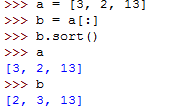 >>> a = [3, 2, 13]
>>> b = a[:]
>>> b.sort()
>>> a
[3, 2, 13]
>>> b
[2, 3, 13]